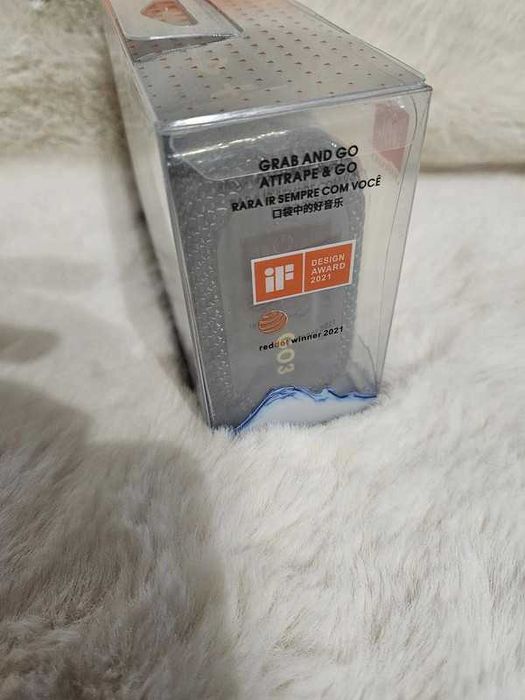 GRAB AND GO
ATTRAPE & GO
RARA IR SEMPRE COM VOCÊ
口袋中的好音乐
iF
DESIGN
AWARD
2021
reddot winner 2021
GO3